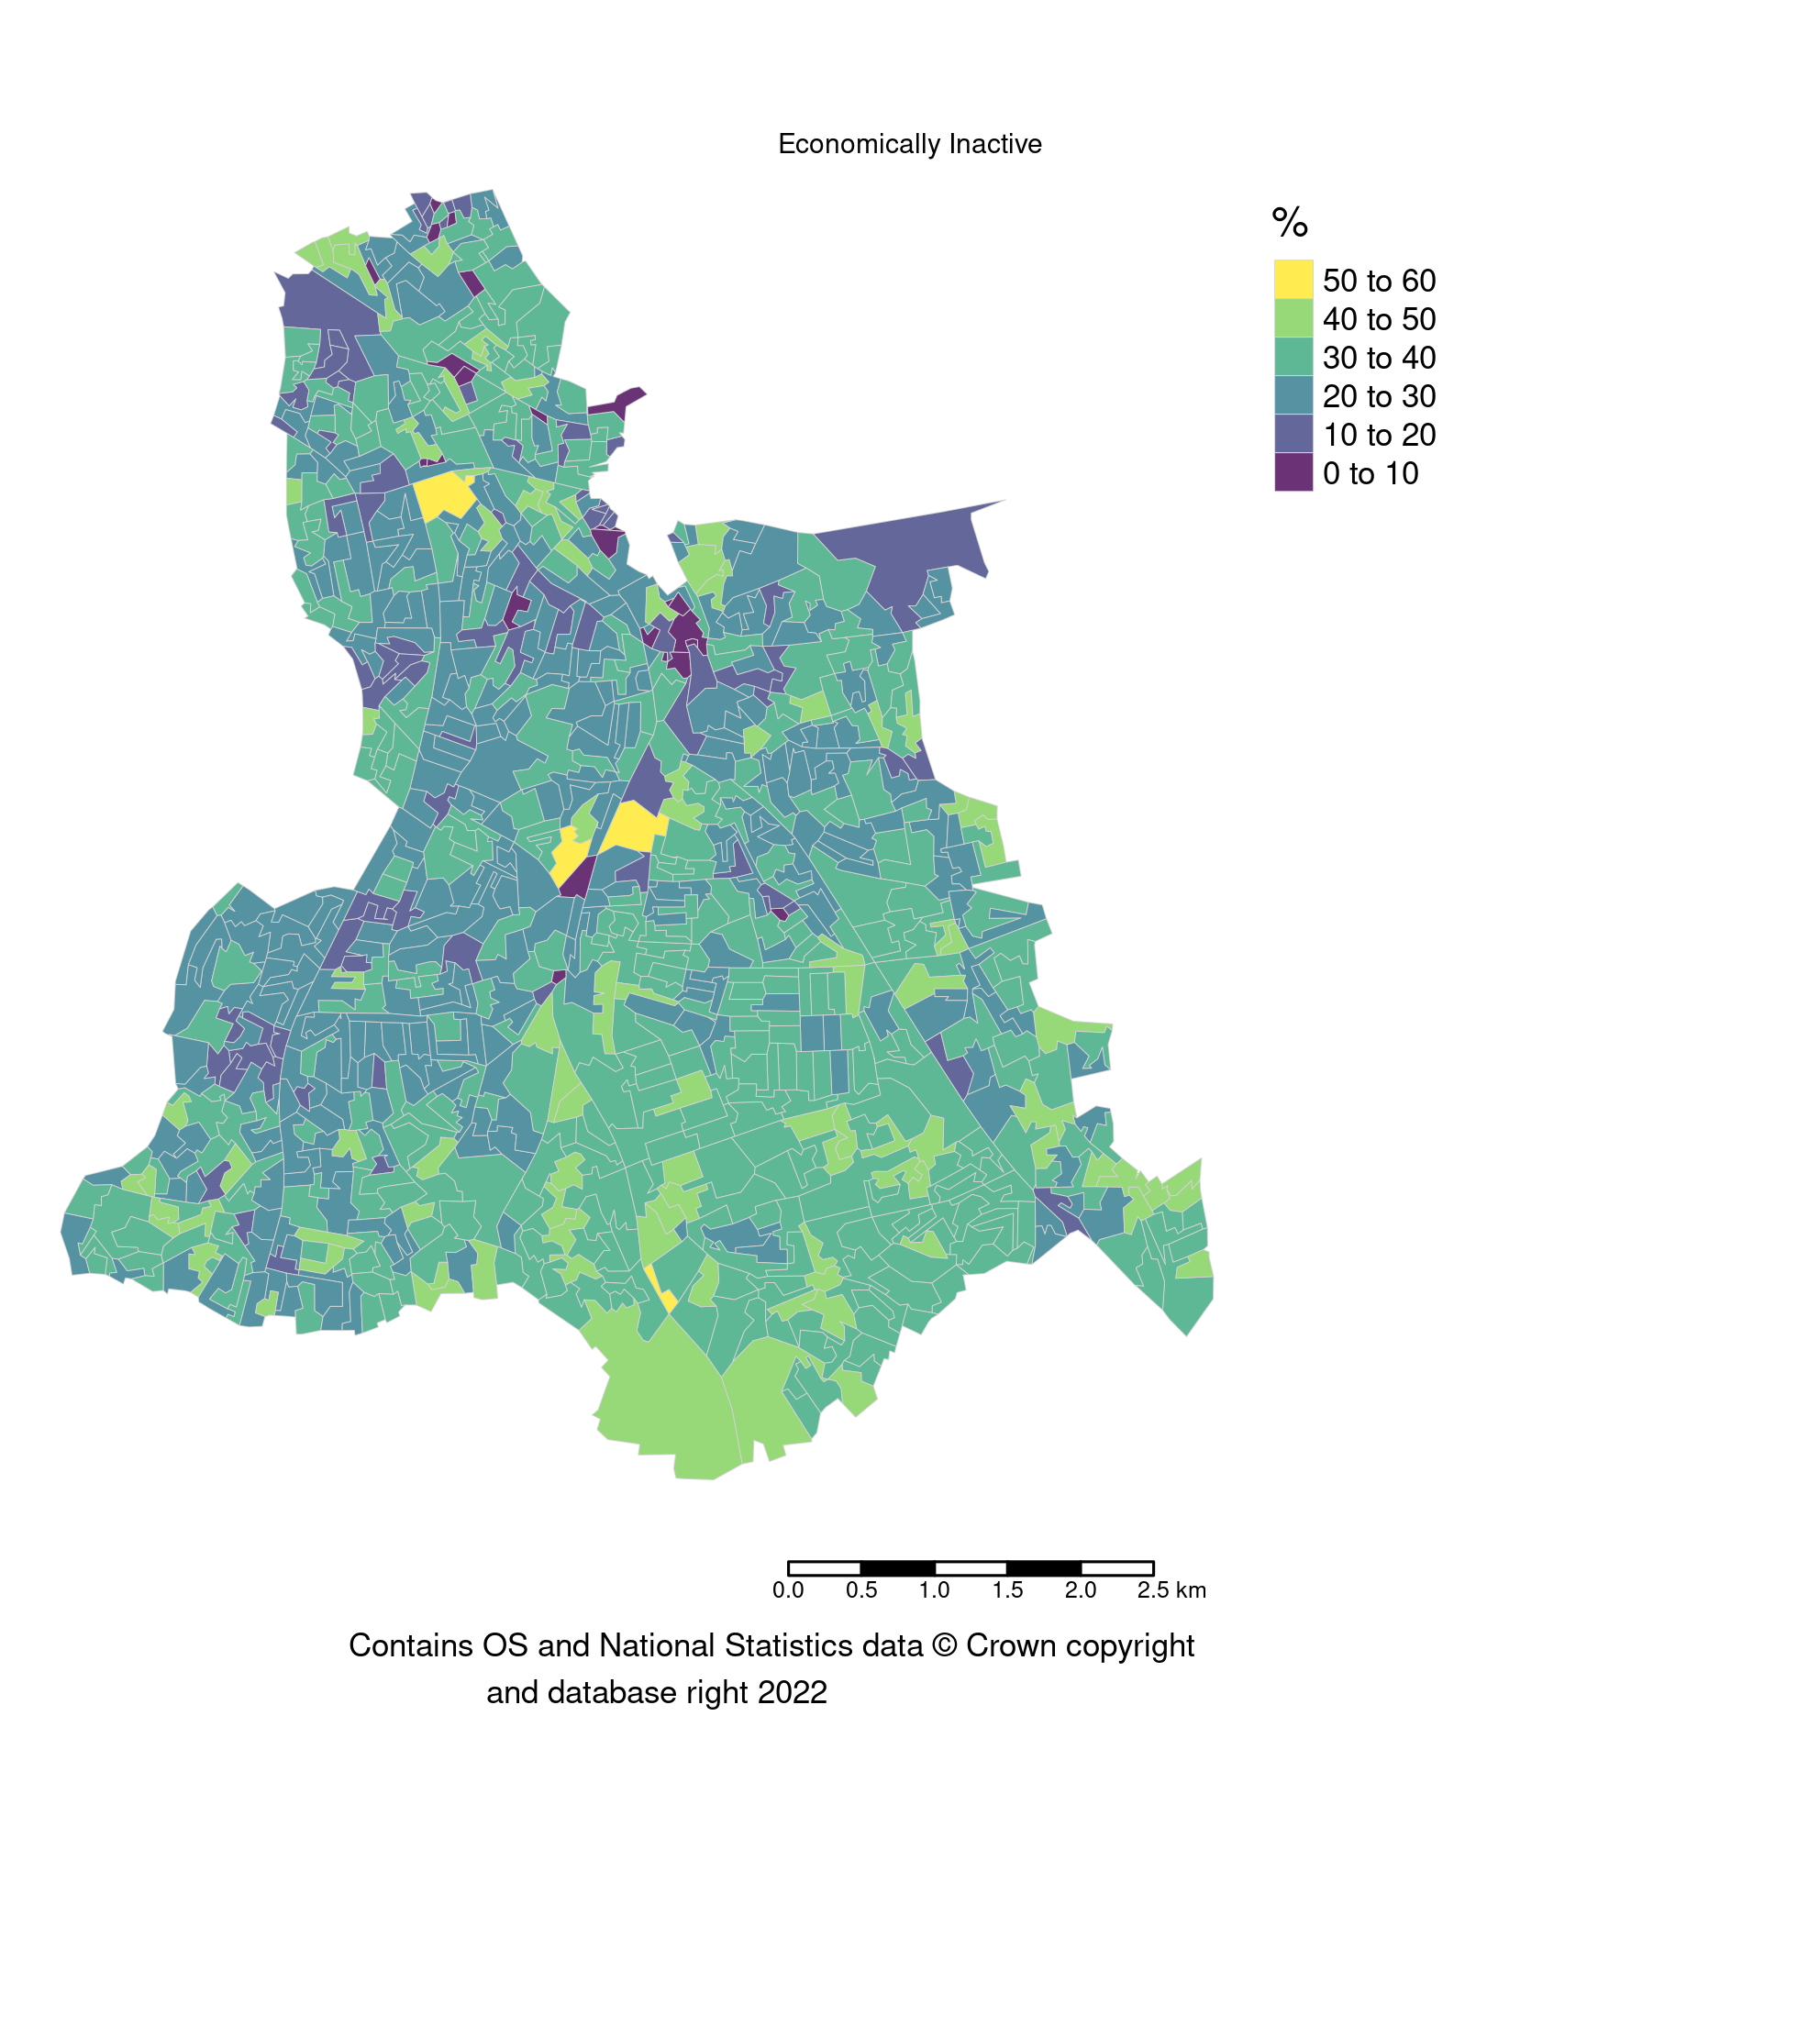 Economically Inactive
%
50 to 60
40 to 50
30 to 40
20 to 30
10 to 20
0 to 10
0.0 0.5 1.0 1.5 2.0 2.5 km
Contains OS and National Statistics data © Crown copyright
and database right 2022